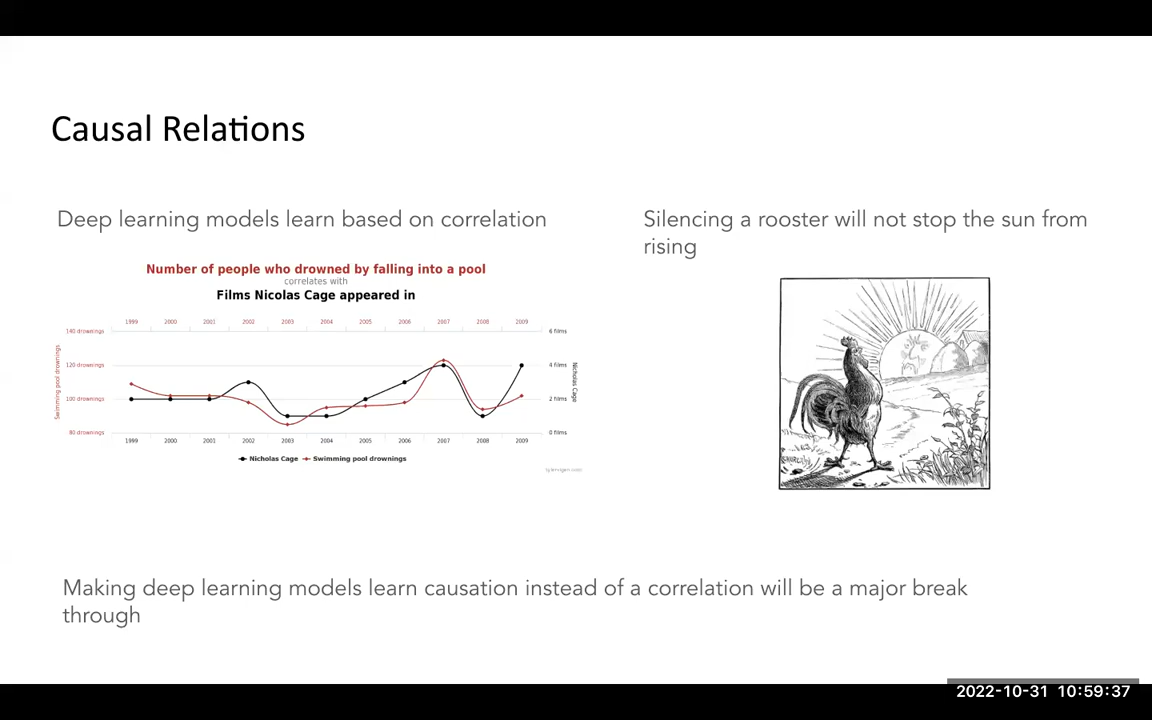 Causal Relations
Deep learning models learn based on correlation
Number of people who drowned by falling into a pool
correlates with
Films Nicolas Cage appeared in
1999 2000 2001 2002 2003 2004 2005 2006 2007 2008 2009
140 drownings
6 films
120 drownings
4 films
100 drownings
2 films
80 drownings
0 films
Swimming pool drownings
Nicholas Cage
1999 2000 2001 2002 2003 2004 2005 2006 2007 2008 2009
Nicholas Cage Swimming pool drownings
tylervigen.com
Silencing a rooster will not stop the sun from
rising
Making deep learning models learn causation instead of a correlation will be a major break
through
2022-10-31 10:59:37